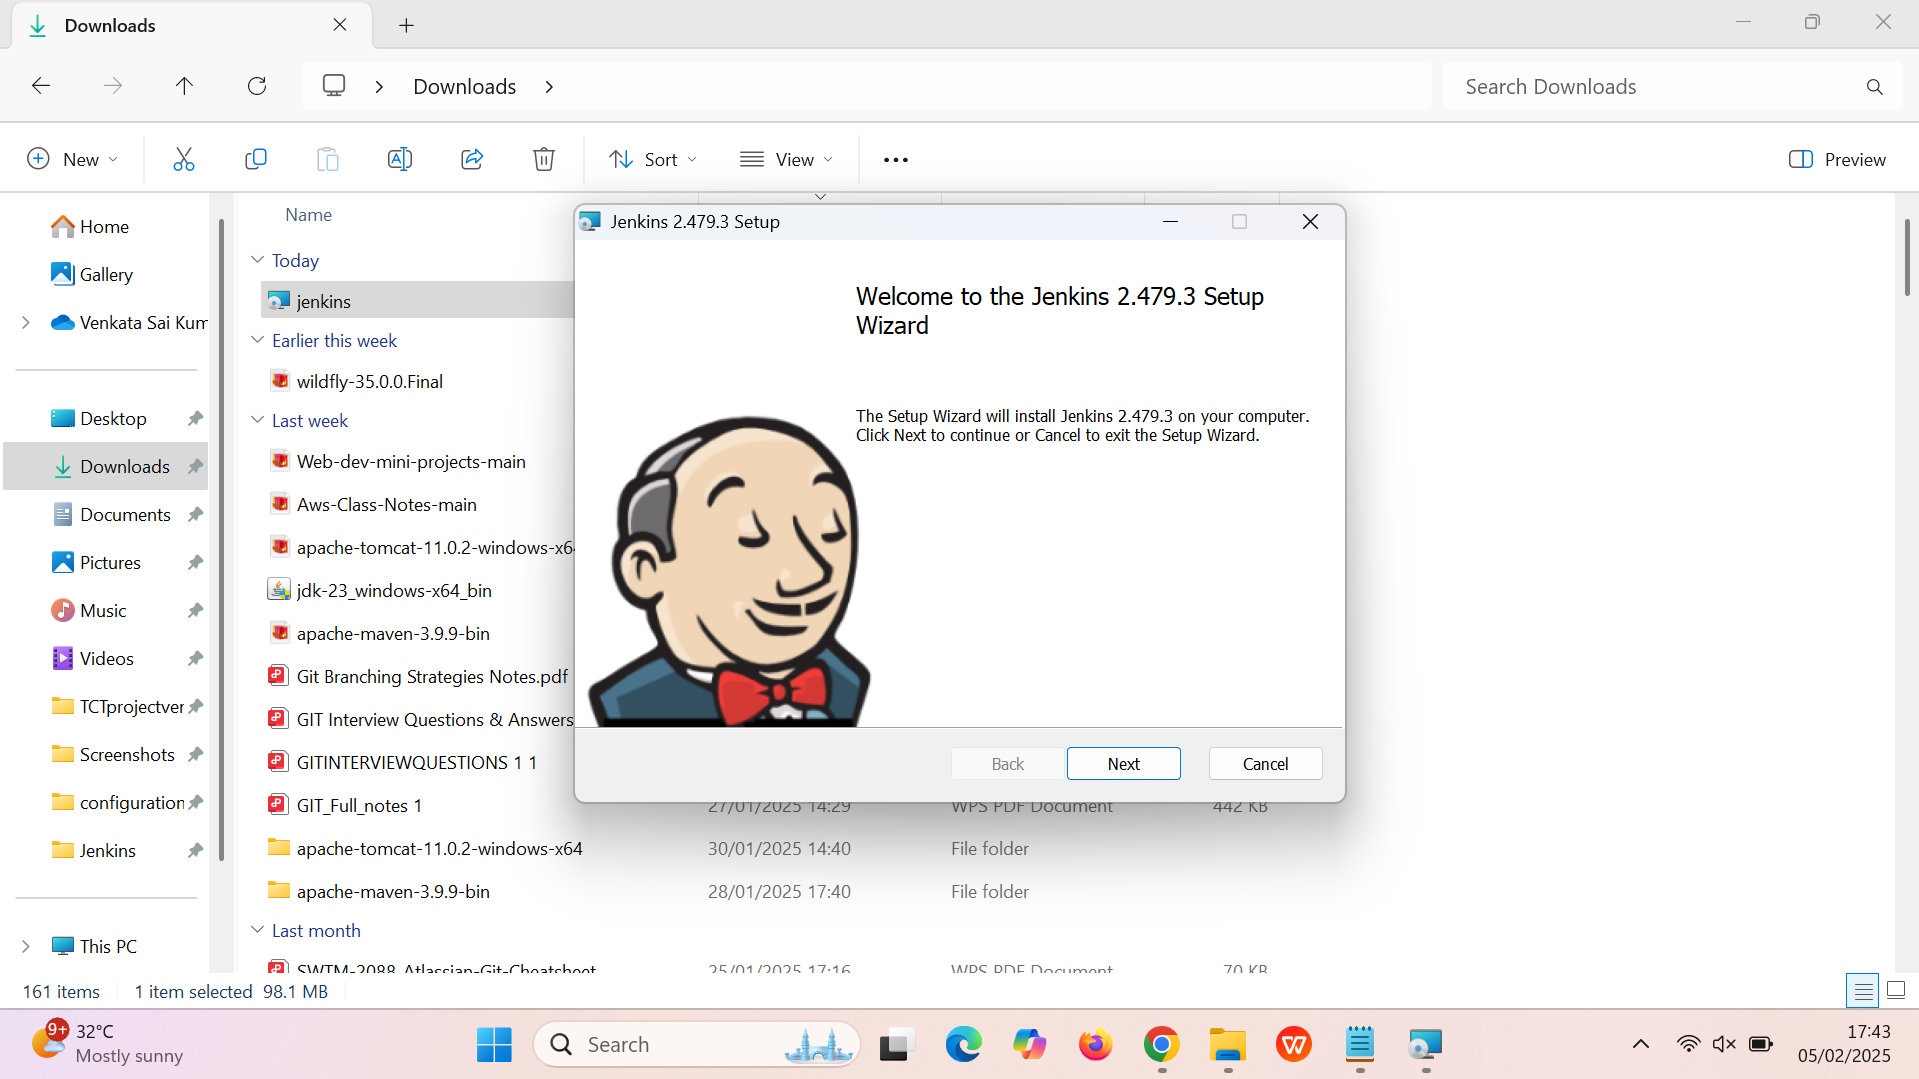 Downloads
Downloads
Search Downloads
New
Sort
View
Preview
Home
Gallery
Venkata Sai Kum
Desktop
Downloads
Documents
Pictures
Music
Videos
TCTprojectver
Screenshots
configuration
Jenkins
This PC
Name
Today
jenkins
Earlier this week
wildfly-35.0.0.Final
Last week
Web-dev-mini-projects-main
Aws-Class-Notes-main
apache-tomcat-11.0.2-windows-x64
jdk-23_windows-x64_bin
apache-maven-3.9.9-bin
Git Branching Strategies Notes.pdf
GIT Interview Questions & Answers
GITINTERVIEWQUESTIONS 1 1
GIT_Full_notes 1 27/01/2025 14:29 WPS PDF Document 442 KB
apache-tomcat-11.0.2-windows-x64 30/01/2025 14:40 File folder
apache-maven-3.9.9-bin 28/01/2025 17:40 File folder
Last month
SWTM-2088_Atlassian-Git-Cheatsheet 25/01/2025 17:16 WPS PDF Document 70 KB
Jenkins 2.479.3 Setup
Welcome to the Jenkins 2.479.3 Setup
Wizard
The Setup Wizard will install Jenkins 2.479.3 on your computer.
Click Next to continue or Cancel to exit the Setup Wizard.
Back Next Cancel
161 items 1 item selected 98.1 MB
9+
32°C
Mostly sunny
Search
17:43
05/02/2025